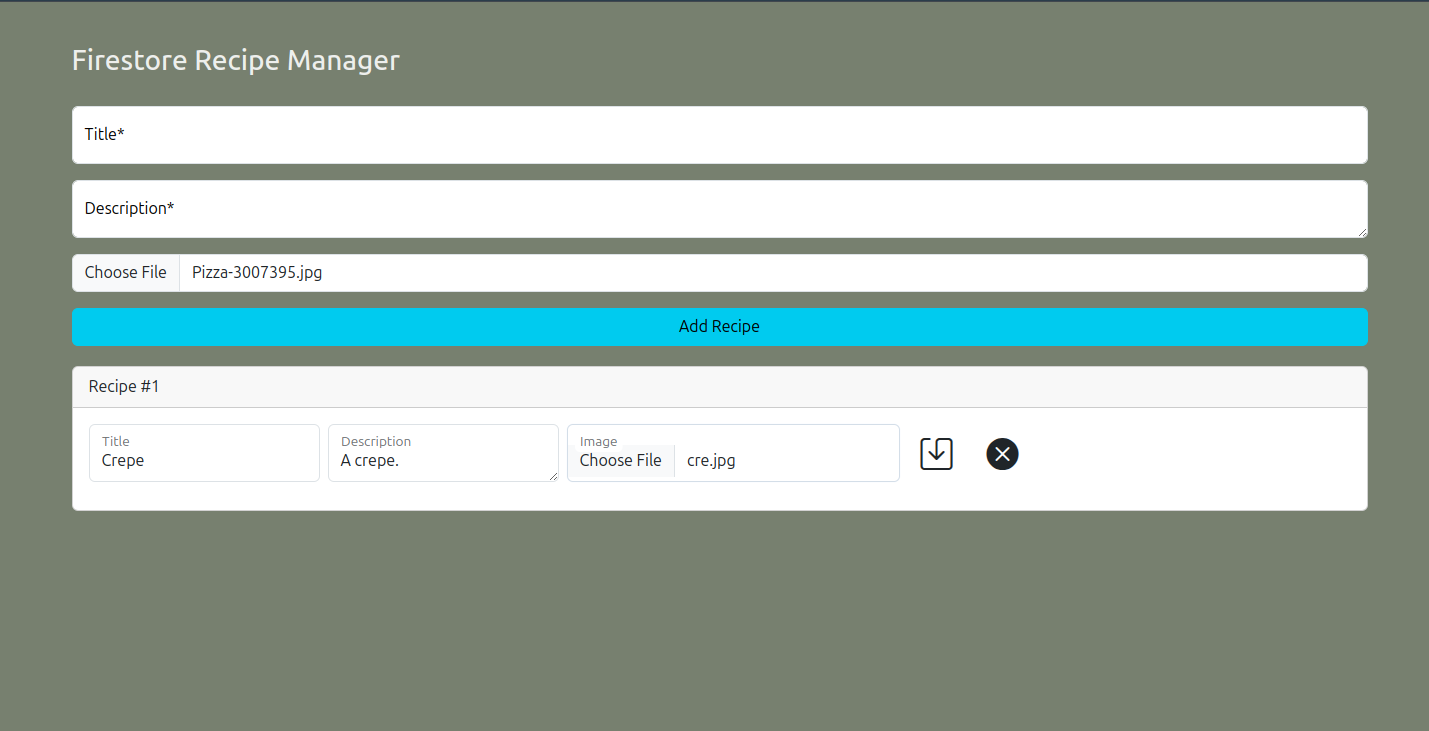 Firestore Recipe Manager
Title*
Description*
Choose File Pizza-3007395.jpg
Add Recipe
Recipe #1
Title Description Image
Crepe A crepe. Choose File cre.jpg